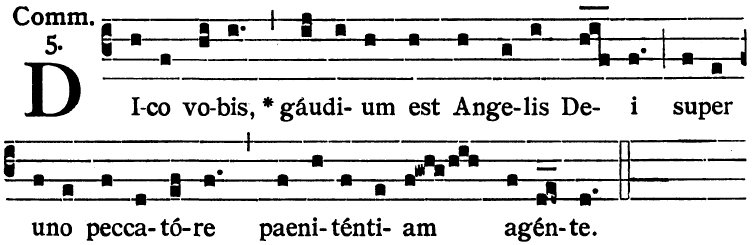 Comm.
5.
DI-co vo-bis, * gáudi- um est Ange-lis De- i super
uno pecca-tó-re paeni-ténti- am agén-te.